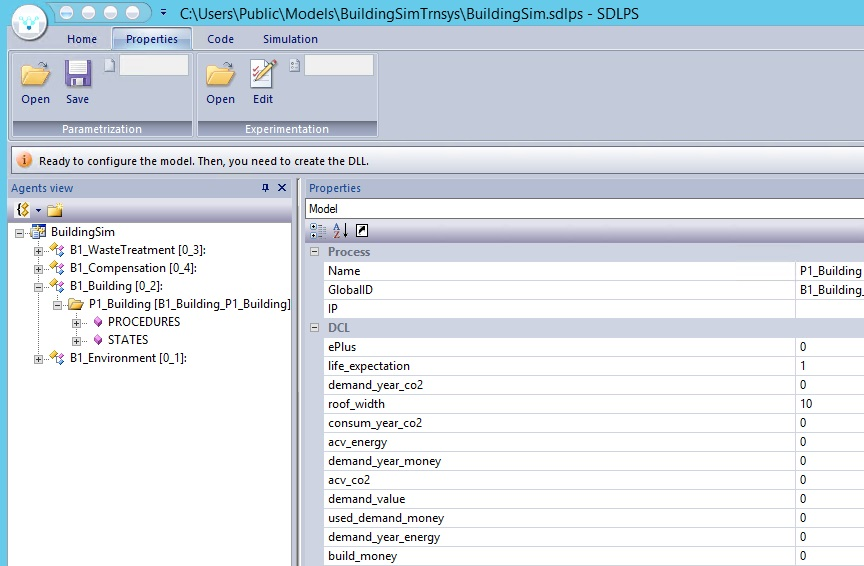 C:\Users\Public\Models\BuildingSimTrnsys\BuildingSim.sdlps - SDLPS
Home Properties Code Simulation
Open Save Open Edit
Parametrization Experimentation
Ready to configure the model. Then, you need to create the DLL.
Agents view
BuildingSim
B1_WasteTreatment [0_3]:
B1_Compensation [0_4]:
B1_Building [0_2]:
P1_Building [B1_Building_P1_Building]
PROCEDURES
STATES
B1_Environment [0_1]:
Properties
Model
Process
Name P1_Building
GlobalID B1_Building_
IP
DCL
ePlus 0
life_expectation 1
demand_year_co2 0
roof_width 10
consum_year_co2 0
acv_energy 0
demand_year_money 0
acv_co2 0
demand_value 0
used_demand_money 0
demand_year_energy 0
build_money 0